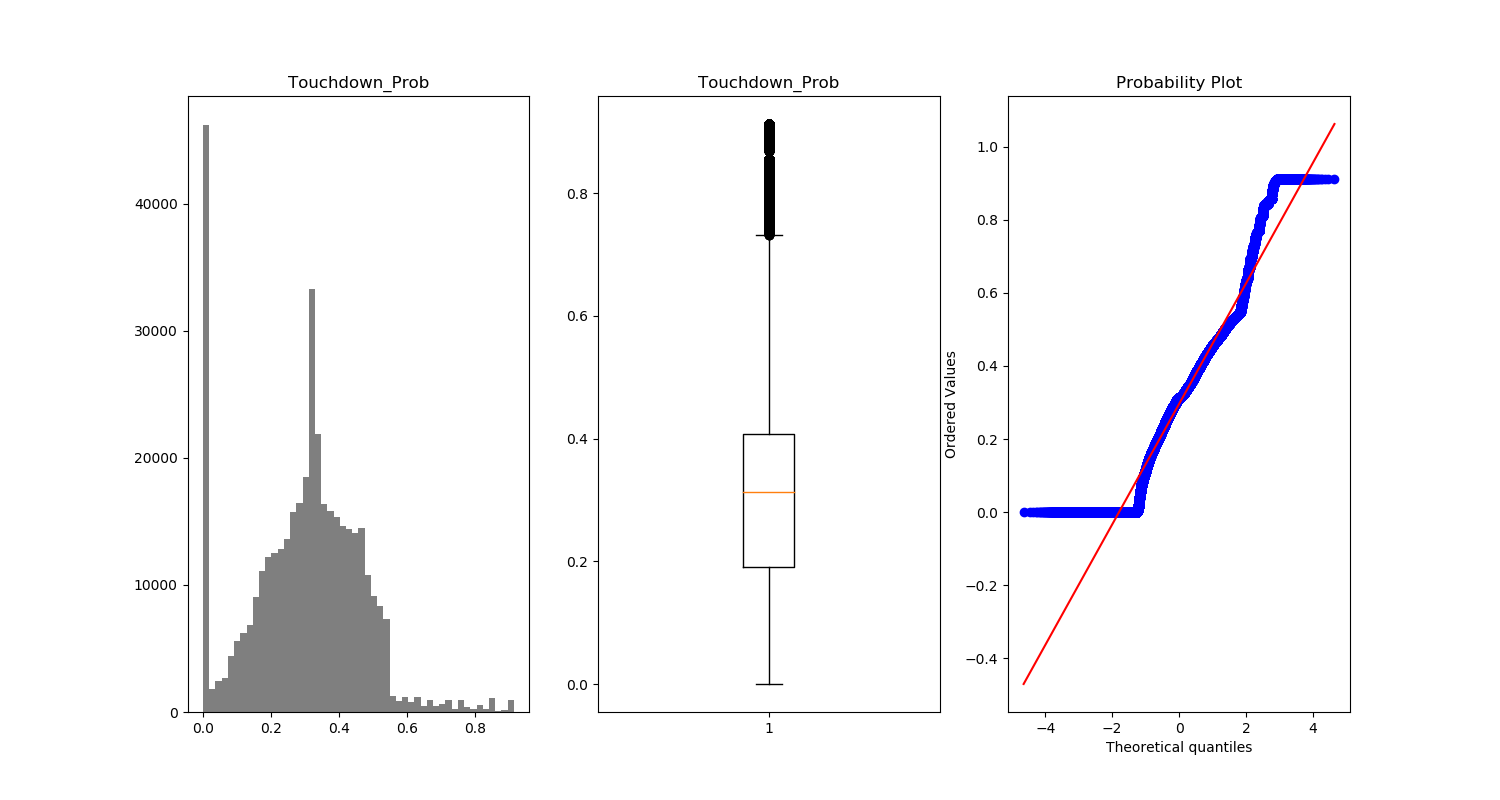 Touchdown_Prob
40000
30000
20000
10000
0
0.0 0.2 0.4 0.6 0.8
Touchdown_Prob
0.8
0.6
0.4
0.2
0.0
1
Probability Plot
Ordered Values
1.0
0.8
0.6
0.4
0.2
0.0
−0.2
−0.4
−4 −2 0 2 4
Theoretical quantiles